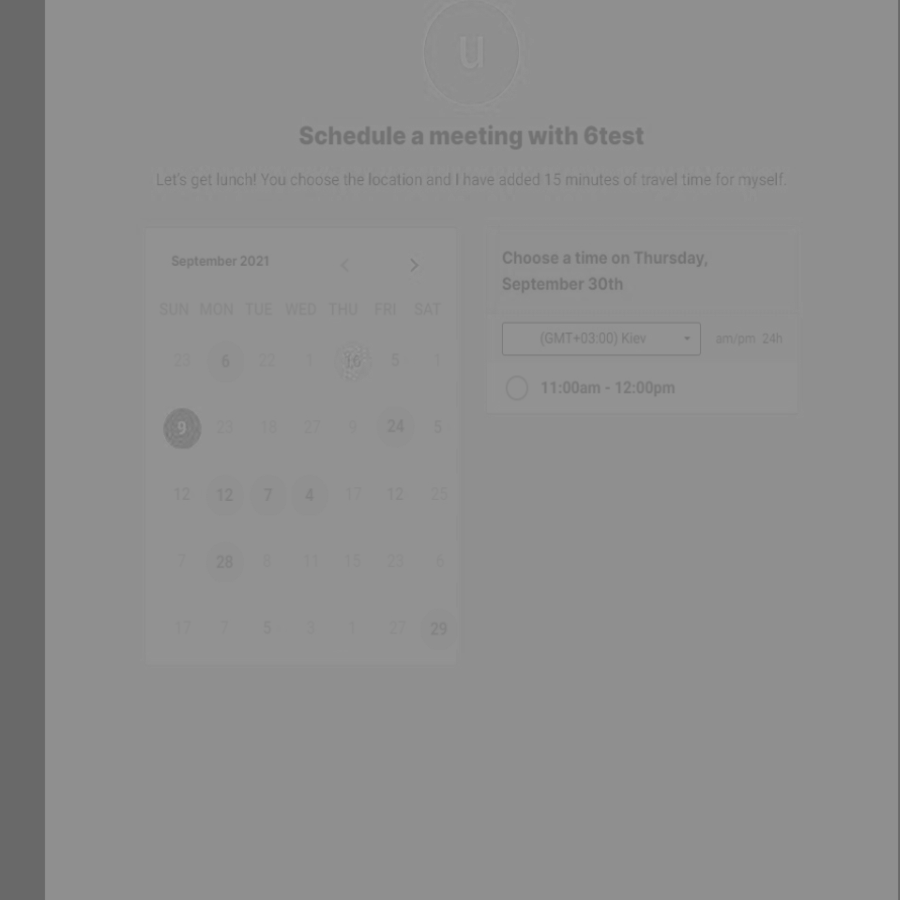 u
Schedule a meeting with 6test
Let's get lunch! You choose the location and I have added 15 minutes of travel time for myself.
September 2021
SUN MON TUE WED THU FRI SAT
23 6 22 1 5 1
9 23 18 27 9 24 5
12 12 7 4 17 12 25
7 28 8 11 15 23 6
17 7 5 3 1 27 29
Choose a time on Thursday,
September 30th
(GMT+03:00) Kiev
am/pm 24h
11:00am - 12:00pm